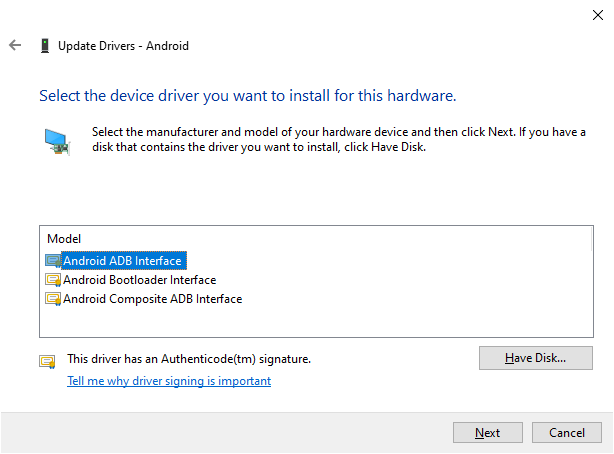 Update Drivers - Android
Select the device driver you want to install for this hardware.
Select the manufacturer and model of your hardware device and then click Next. If you have a
disk that contains the driver you want to install, click Have Disk.
Model
Android ADB Interface
Android Bootloader Interface
Android Composite ADB Interface
This driver has an Authenticode(tm) signature.
Have Disk...
Tell me why driver signing is important
Next
Cancel